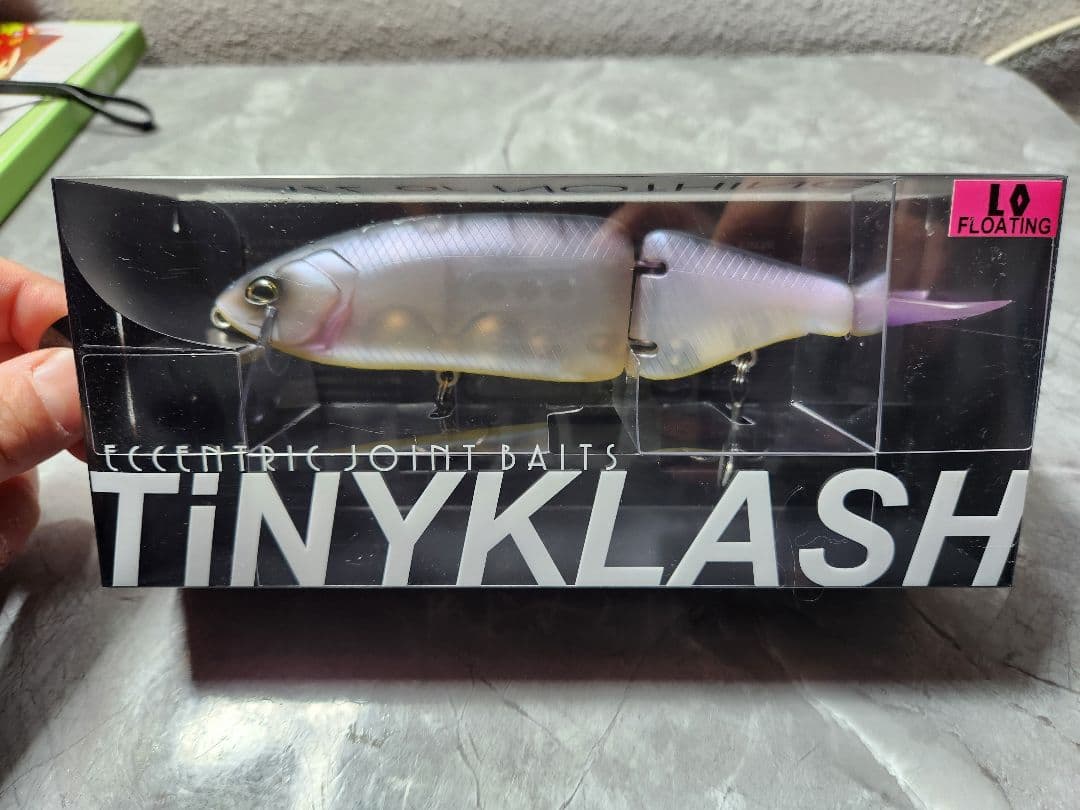 LO
FLOATING
ECCENTRIC JOINT BAITS
TiNYKLASH